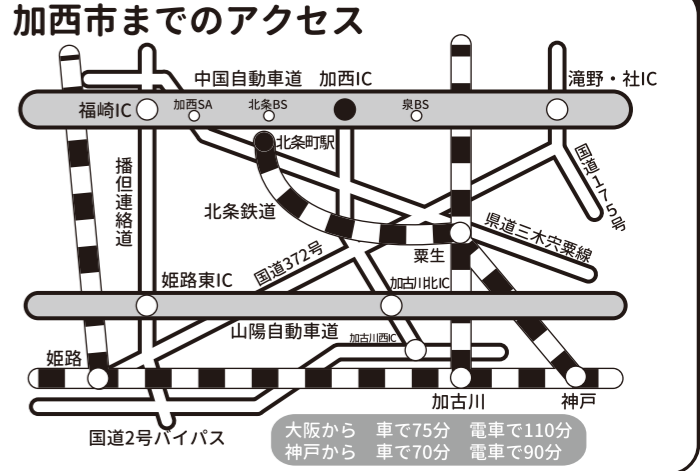 加西市までのアクセス
中国自動車道
加西IC
滝野・社IC
福崎IC
加西SA
北条BS
泉BS
北条町駅
播但連絡道
国道175号
北条鉄道
県道三木宍粟線
粟生
国道372号
姫路東IC
加古川北IC
山陽自動車道
加古川西IC
姫路
加古川
神戸
国道2号バイパス
大阪から 車で75分 電車で110分
神戸から 車で70分 電車で90分